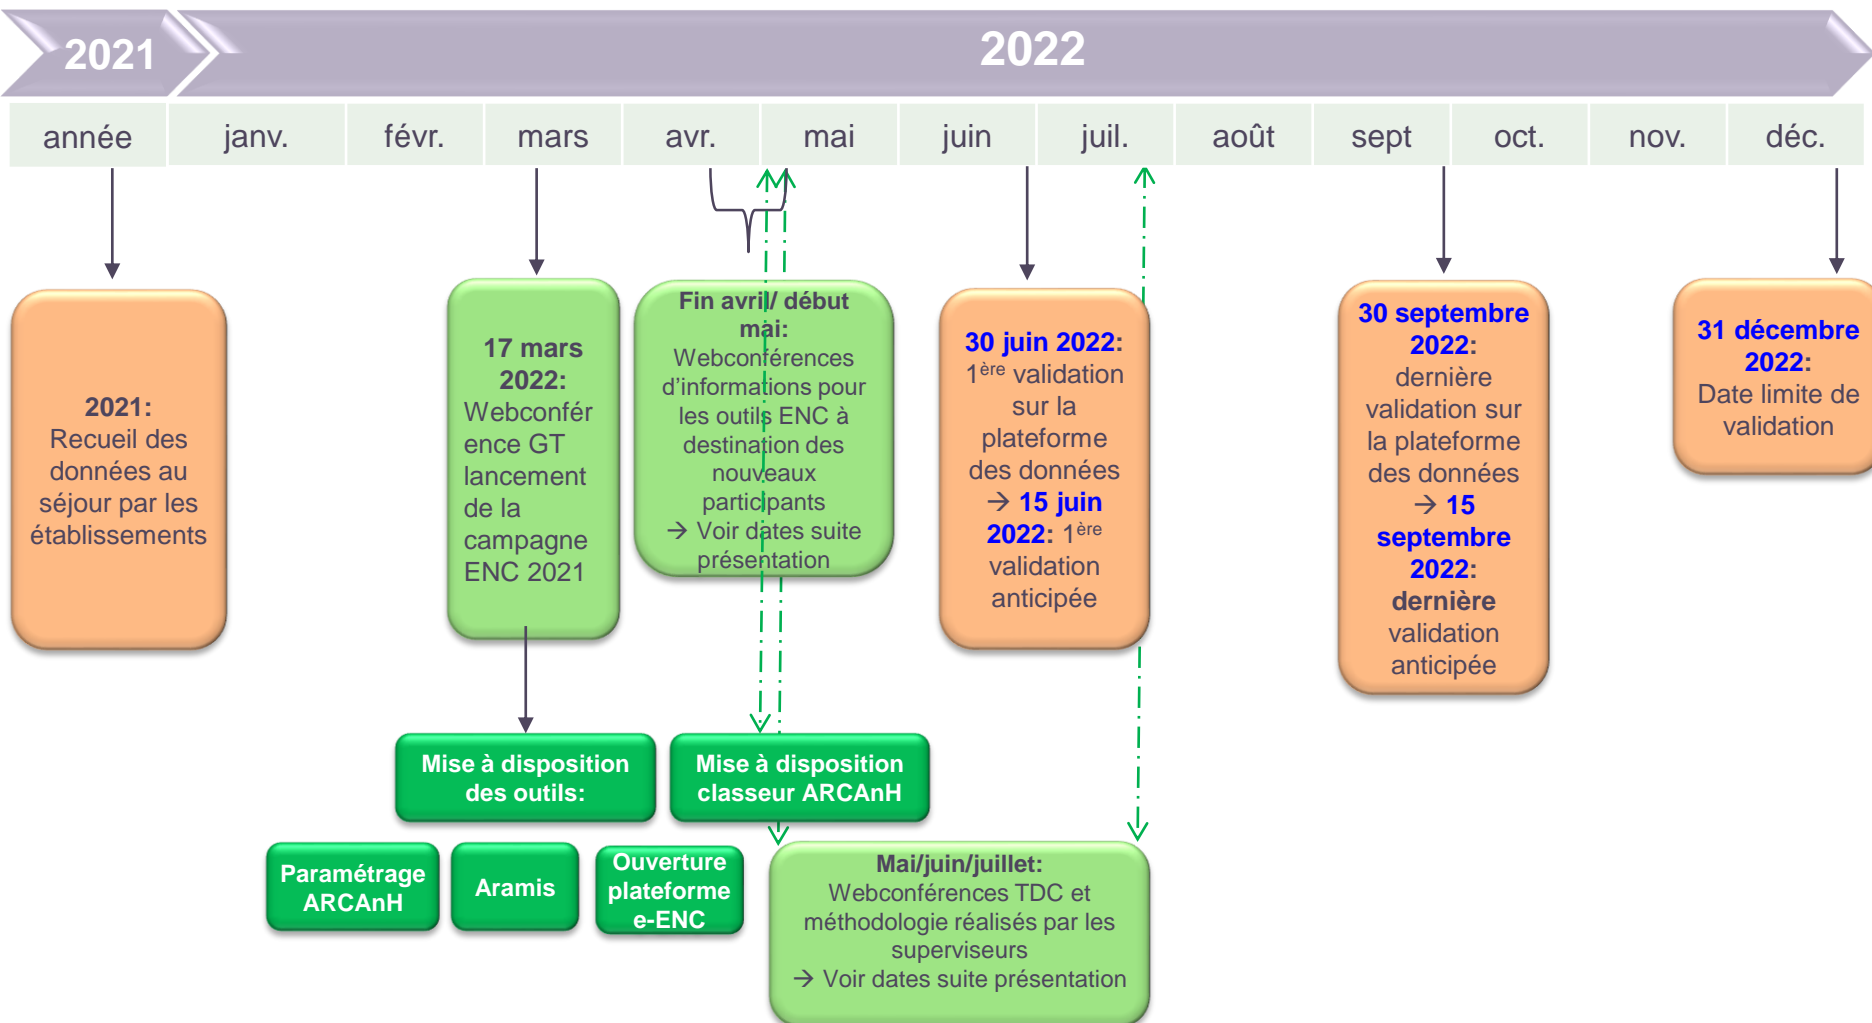 2021
2022
année
janv.
févr.
mars
avr.
mai
juin
juil.
août
sept
oct.
nov.
déc.
2021:
Recueil des
données au
séjour par les
établissements
17 mars
2022:
Webconfér
ence GT
lancement
de la
campagne
ENC 2021
Fin avril/ début
mai:
Webconférences
d’informations pour
les outils ENC à
destination des
nouveaux
participants
→ Voir dates suite
présentation
30 juin 2022:
1ère validation
sur la
plateforme
des données
→ 15 juin
2022: 1ère
validation
anticipée
30 septembre
2022:
dernière
validation sur
la plateforme
des données
→ 15
septembre
2022:
dernière
validation
anticipée
31 décembre
2022:
Date limite de
validation
Mise à disposition
des outils:
Mise à disposition
classeur ARCAnH
Paramétrage
ARCAnH
Aramis
Ouverture
plateforme
e-ENC
Mai/juin/juillet:
Webconférences TDC et
méthodologie réalisés par les
superviseurs
→ Voir dates suite présentation